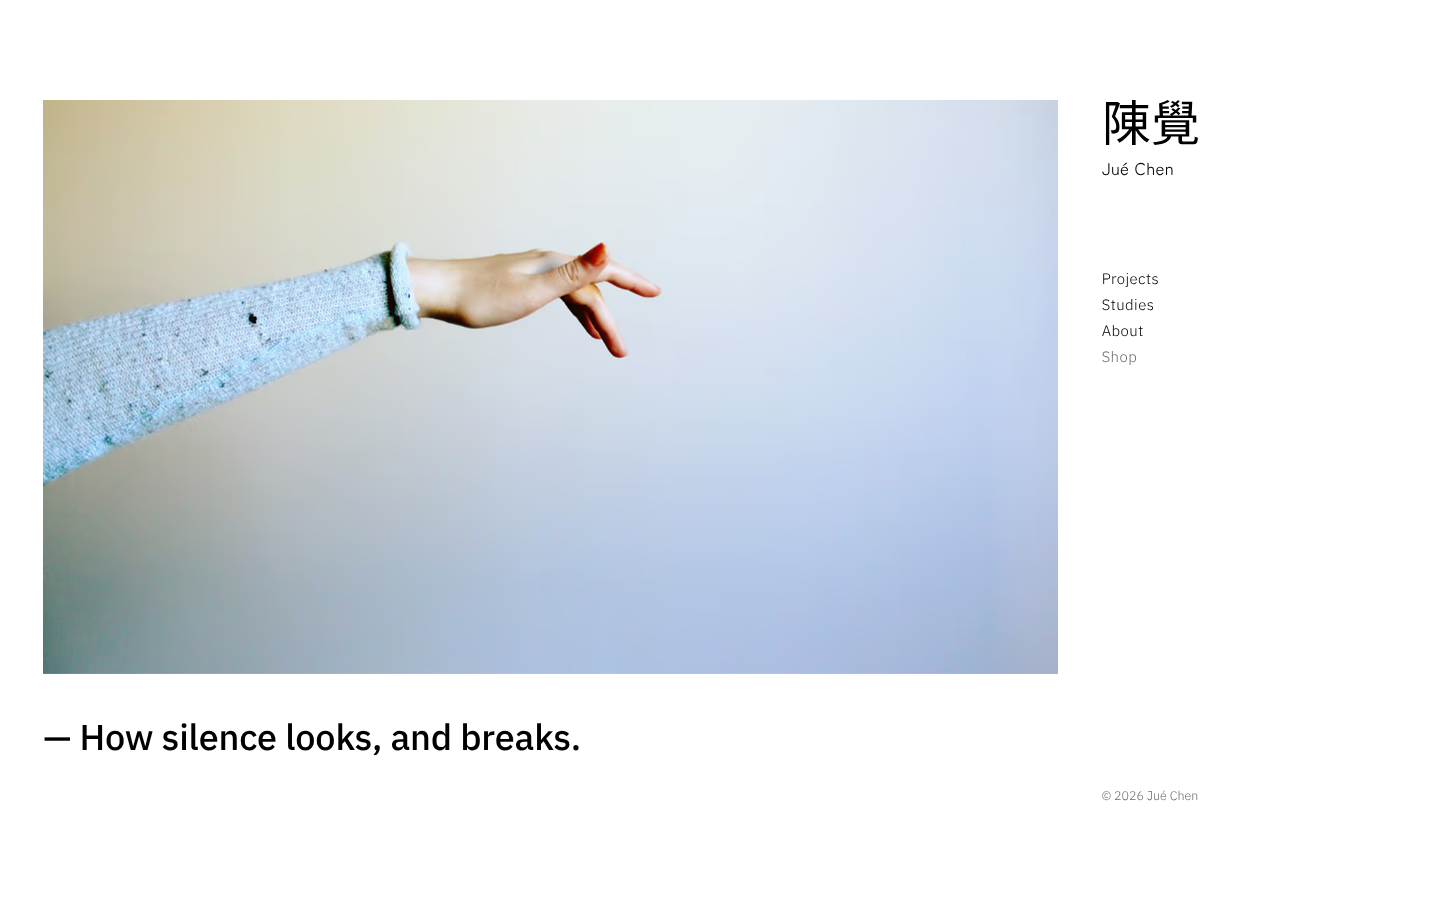 陳覺
Jué Chen
Projects
Studies
About
Shop
— How silence looks, and breaks.
© 2026 Jué Chen